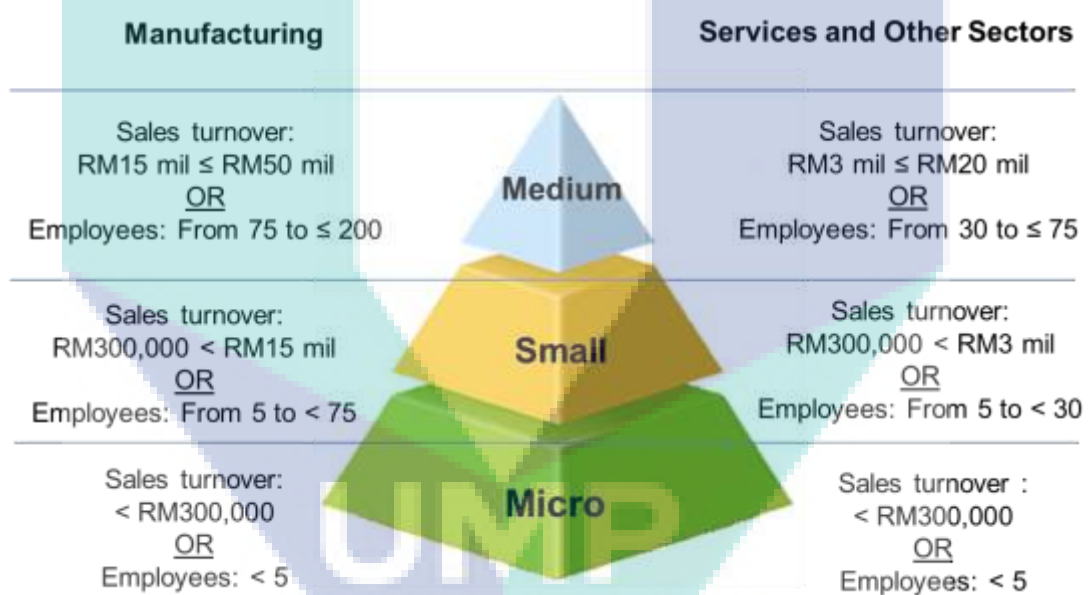 Manufacturing
Services and Other Sectors
Sales turnover:
RM15 mil ≤ RM50 mil
OR
Employees: From 75 to ≤ 200
Medium
Sales turnover:
RM3 mil ≤ RM20 mil
OR
Employees: From 30 to ≤ 75
Sales turnover:
RM300,000 < RM15 mil
OR
Employees: From 5 to < 75
Small
Sales turnover:
RM300,000 < RM3 mil
OR
Employees: From 5 to < 30
Sales turnover:
< RM300,000
OR
Employees: < 5
Micro
Sales turnover :
< RM300,000
OR
Employees: < 5
UMP